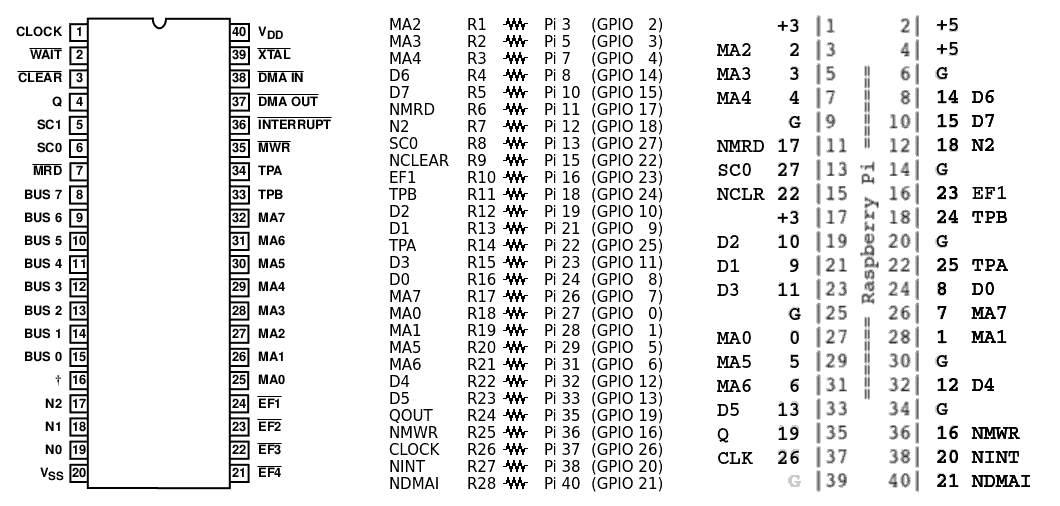 CLOCK 1 40 VDD
WAIT 2 39 XTAL
CLEAR 3 38 DMA IN
Q 4 37 DMA OUT
SC1 5 36 INTERRUPT
SC0 6 35 MWR
MRD 7 34 TPA
BUS 7 8 33 TPB
BUS 6 9 32 MA7
BUS 5 10 31 MA6
BUS 4 11 30 MA5
BUS 3 12 29 MA4
BUS 2 13 28 MA3
BUS 1 14 27 MA2
BUS 0 15 26 MA1
† 16 25 MA0
N2 17 24 EF1
N1 18 23 EF2
N0 19 22 EF3
VSS 20 21 EF4
MA2 R1 Pi 3 (GPIO 2)
MA3 R2 Pi 5 (GPIO 3)
MA4 R3 Pi 7 (GPIO 4)
D6 R4 Pi 8 (GPIO 14)
D7 R5 Pi 10 (GPIO 15)
NMRD R6 Pi 11 (GPIO 17)
N2 R7 Pi 12 (GPIO 18)
SC0 R8 Pi 13 (GPIO 27)
NCLEAR R9 Pi 15 (GPIO 22)
EF1 R10 Pi 16 (GPIO 23)
TPB R11 Pi 18 (GPIO 24)
D2 R12 Pi 19 (GPIO 10)
D1 R13 Pi 21 (GPIO 9)
TPA R14 Pi 22 (GPIO 25)
D3 R15 Pi 23 (GPIO 11)
D0 R16 Pi 24 (GPIO 8)
MA7 R17 Pi 26 (GPIO 7)
MA0 R18 Pi 27 (GPIO 0)
MA1 R19 Pi 28 (GPIO 1)
MA5 R20 Pi 29 (GPIO 5)
MA6 R21 Pi 31 (GPIO 6)
D4 R22 Pi 32 (GPIO 12)
D5 R23 Pi 33 (GPIO 13)
QOUT R24 Pi 35 (GPIO 19)
NMWR R25 Pi 36 (GPIO 16)
CLOCK R26 Pi 37 (GPIO 26)
NINT R27 Pi 38 (GPIO 20)
NDMAI R28 Pi 40 (GPIO 21)
+3 |1 2| +5
MA2 2 |3 4| +5
MA3 3 |5 6| G
MA4 4 |7 8| 14 D6
G |9 10| 15 D7
NMRD 17 |11 12| 18 N2
SC0 27 |13 14| G
NCLR 22 |15 16| 23 EF1
+3 |17 18| 24 TPB
D2 10 |19 20| G
D1 9 |21 22| 25 TPA
D3 11 |23 24| 8 D0
G |25 26| 7 MA7
MA0 0 |27 28| 1 MA1
MA5 5 |29 30| G
MA6 6 |31 32| 12 D4
D5 13 |33 34| G
Q 19 |35 36| 16 NMWR
CLK 26 |37 38| 20 NINT
G |39 40| 21 NDMAI
== Raspberry Pi ==